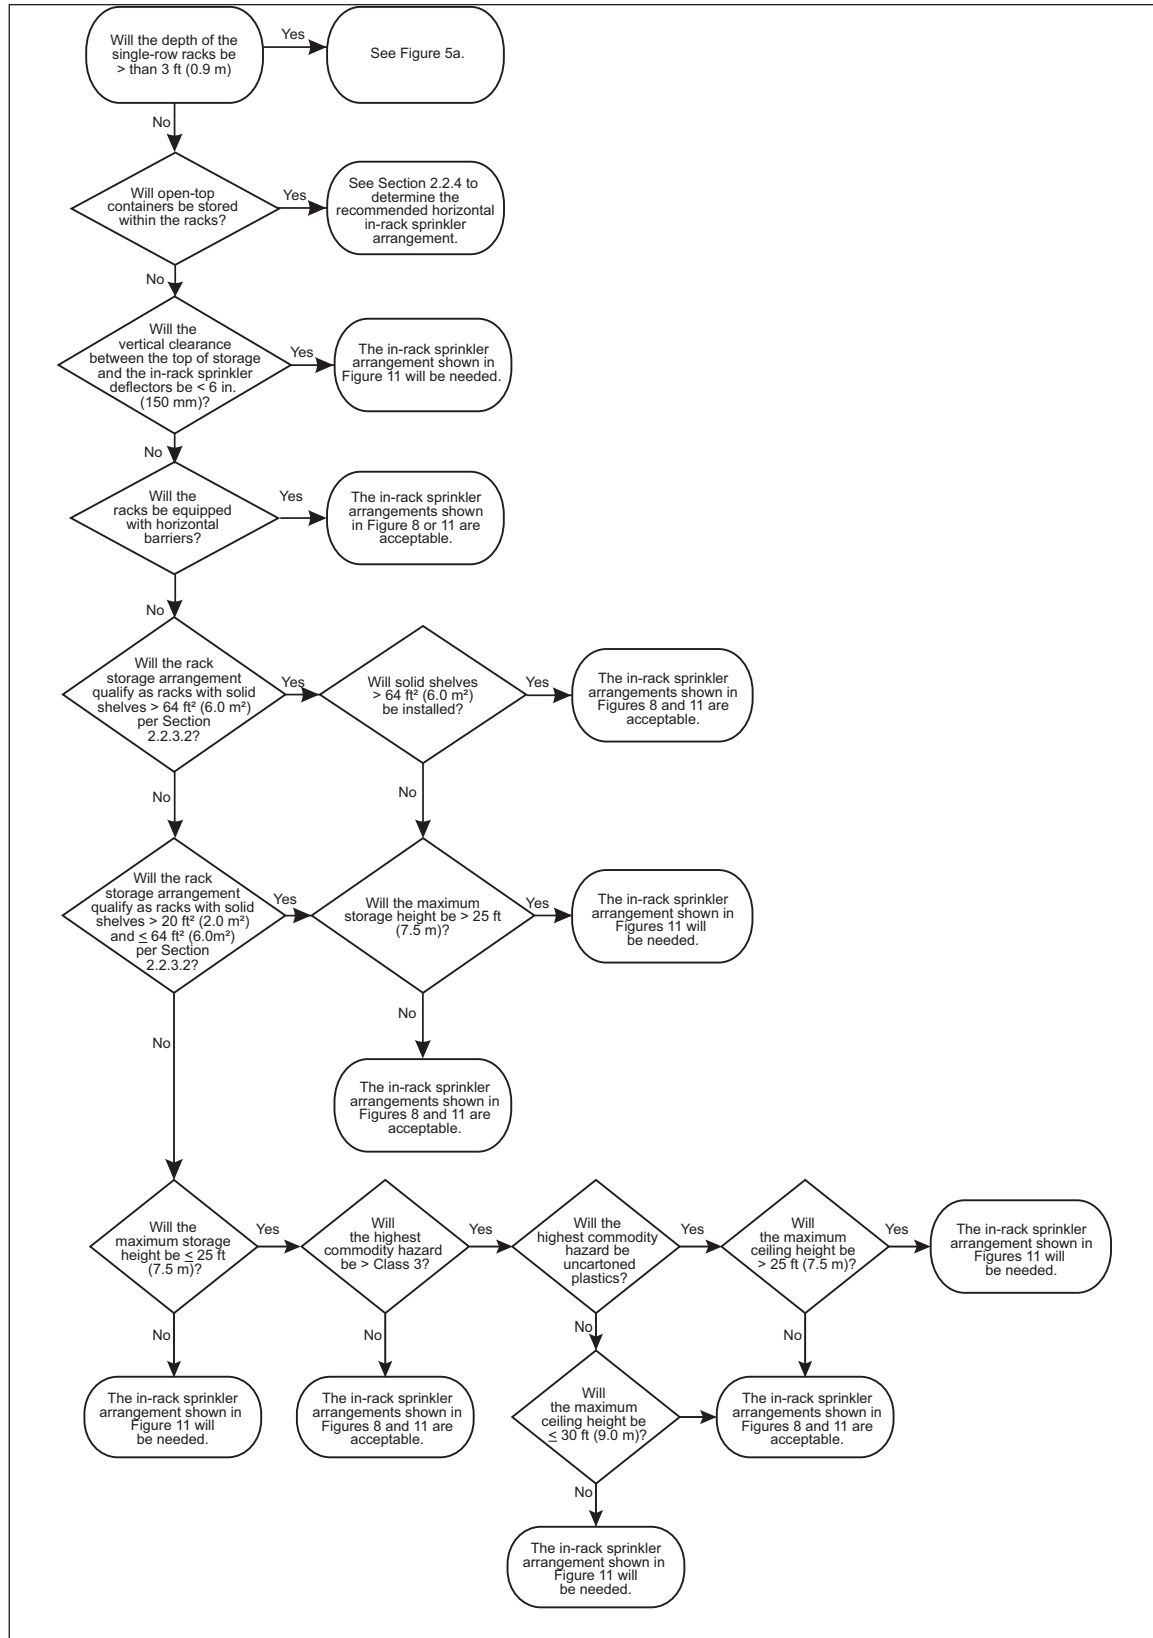 Will the depth of the
single-row racks be
> than 3 ft (0.9 m)
Yes
See Figure 5a.
No
Will open-top
containers be stored
within the racks?
Yes
See Section 2.2.4 to
determine the
recommended horizontal
in-rack sprinkler
arrangement.
No
Will the
vertical clearance
between the top of storage
and the in-rack sprinkler
deflectors be < 6 in.
(150 mm)?
Yes
The in-rack sprinkler
arrangement shown in
Figure 11 will be needed.
No
Will the
racks be equipped
with horizontal
barriers?
Yes
The in-rack sprinkler
arrangements shown
in Figure 8 or 11 are
acceptable.
No
Will the rack
storage arrangement
qualify as racks with solid
shelves > 64 ft² (6.0 m²)
per Section
2.2.3.2?
Yes
Will solid shelves
> 64 ft² (6.0 m²)
be installed?
Yes
The in-rack sprinkler
arrangements shown in
Figures 8 and 11 are
acceptable.
No
No
Will the rack
storage arrangement
qualify as racks with solid
shelves > 20 ft² (2.0 m²)
and ≤ 64 ft² (6.0m²)
per Section
2.2.3.2?
Yes
Will the maximum
storage height be > 25 ft
(7.5 m)?
Yes
The in-rack sprinkler
arrangement shown in
Figures 11 will
be needed.
No
No
The in-rack sprinkler
arrangements shown in
Figures 8 and 11 are
acceptable.
Will the
maximum storage
height be ≤ 25 ft
(7.5 m)?
Yes
Will
the highest
commodity hazard
be > Class 3?
Yes
Will the
highest commodity
hazard be
uncartoned
plastics?
Yes
Will
the maximum
ceiling height be
> 25 ft (7.5 m)?
Yes
The in-rack sprinkler
arrangement shown in
Figures 11 will
be needed.
No
No
No
No
The in-rack sprinkler
arrangement shown in
Figure 11 will
be needed.
The in-rack sprinkler
arrangements shown in
Figures 8 and 11 are
acceptable.
Will
the maximum
ceiling height be
≤ 30 ft (9.0 m)?
The in-rack sprinkler
arrangements shown in
Figures 8 and 11 are
acceptable.
No
The in-rack sprinkler
arrangement shown in
Figure 11 will
be needed.